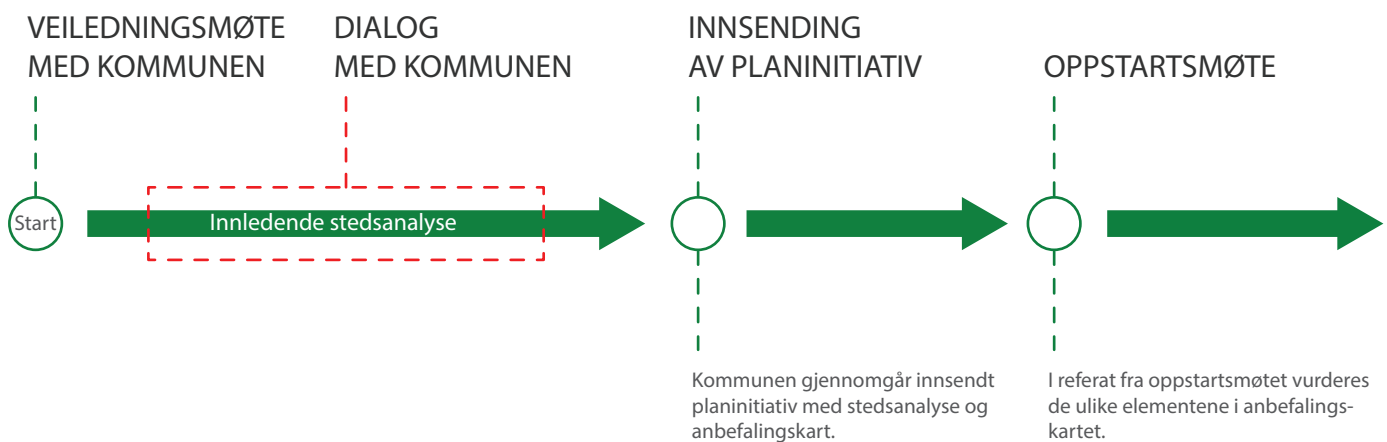 VEILEDNINGSMØTE
MED KOMMUNEN
DIALOG
MED KOMMUNEN
INNSENDING
AV PLANINITIATIV
OPPSTARTSMØTE
Start
Innledende stedsanalyse
Kommunen gjennomgår innsendt
planinitiativ med stedsanalyse og
anbefalingskart.
I referat fra oppstartsmøtet vurderes
de ulike elementene i anbefalings-
kartet.